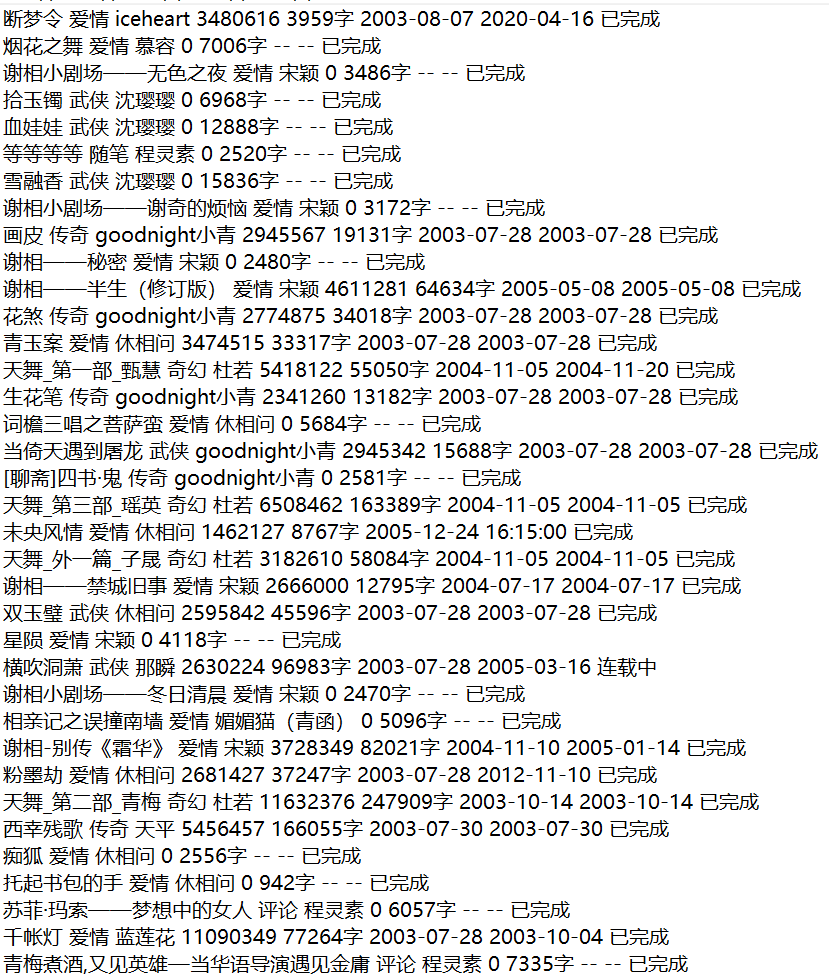 断梦令 爱情 iceheart 3480616 3959字 2003-08-07 2020-04-16 已完成
烟花之舞 爱情 慕容 0 7006字 -- -- 已完成
谢相小剧场——无色之夜 爱情 宋颖 0 3486字 -- -- 已完成
拾玉镯 武侠 沈璎璎 0 6968字 -- -- 已完成
血娃娃 武侠 沈璎璎 0 12888字 -- -- 已完成
等等等等 随笔 程灵素 0 2520字 -- -- 已完成
雪融香 武侠 沈璎璎 0 15836字 -- -- 已完成
谢相小剧场——谢奇的烦恼 爱情 宋颖 0 3172字 -- -- 已完成
画皮 传奇 goodnight小青 2945567 19131字 2003-07-28 2003-07-28 已完成
谢相——秘密 爱情 宋颖 0 2480字 -- -- 已完成
谢相——半生（修订版） 爱情 宋颖 4611281 64634字 2005-05-08 2005-05-08 已完成
花煞 传奇 goodnight小青 2774875 34018字 2003-07-28 2003-07-28 已完成
青玉案 爱情 休相问 3474515 33317字 2003-07-28 2003-07-28 已完成
天舞_第一部_甄慧 奇幻 杜若 5418122 55050字 2004-11-05 2004-11-20 已完成
生花笔 传奇 goodnight小青 2341260 13182字 2003-07-28 2003-07-28 已完成
词檐三唱之菩萨蛮 爱情 休相问 0 5684字 -- -- 已完成
当倚天遇到屠龙 武侠 goodnight小青 2945342 15688字 2003-07-28 2003-07-28 已完成
[聊斋]四书·鬼 传奇 goodnight小青 0 2581字 -- -- 已完成
天舞_第三部_瑶英 奇幻 杜若 6508462 163389字 2004-11-05 2004-11-05 已完成
未央风情 爱情 休相问 1462127 8767字 2005-12-24 16:15:00 已完成
天舞_外一篇_子晟 奇幻 杜若 3182610 58084字 2004-11-05 2004-11-05 已完成
谢相——禁城旧事 爱情 宋颖 2666000 12795字 2004-07-17 2004-07-17 已完成
双玉璧 武侠 休相问 2595842 45596字 2003-07-28 2003-07-28 已完成
星陨 爱情 宋颖 0 4118字 -- -- 已完成
横吹洞萧 武侠 那瞬 2630224 96983字 2003-07-28 2005-03-16 连载中
谢相小剧场——冬日清晨 爱情 宋颖 0 2470字 -- -- 已完成
相亲记之误撞南墙 爱情 媚媚猫（青函） 0 5096字 -- -- 已完成
谢相-别传《霜华》 爱情 宋颖 3728349 82021字 2004-11-10 2005-01-14 已完成
粉墨劫 爱情 休相问 2681427 37247字 2003-07-28 2012-11-10 已完成
天舞_第二部_青梅 奇幻 杜若 11632376 247909字 2003-10-14 2003-10-14 已完成
西幸残歌 传奇 天平 5456457 166055字 2003-07-30 2003-07-30 已完成
痴狐 爱情 休相问 0 2556字 -- -- 已完成
托起书包的手 爱情 休相问 0 942字 -- -- 已完成
苏菲·玛索——梦想中的女人 评论 程灵素 0 6057字 -- -- 已完成
千帐灯 爱情 蓝莲花 11090349 77264字 2003-07-28 2003-10-04 已完成
青梅煮酒,又见英雄—当华语导演遇见金庸 评论 程灵素 0 7335字 -- -- 已完成